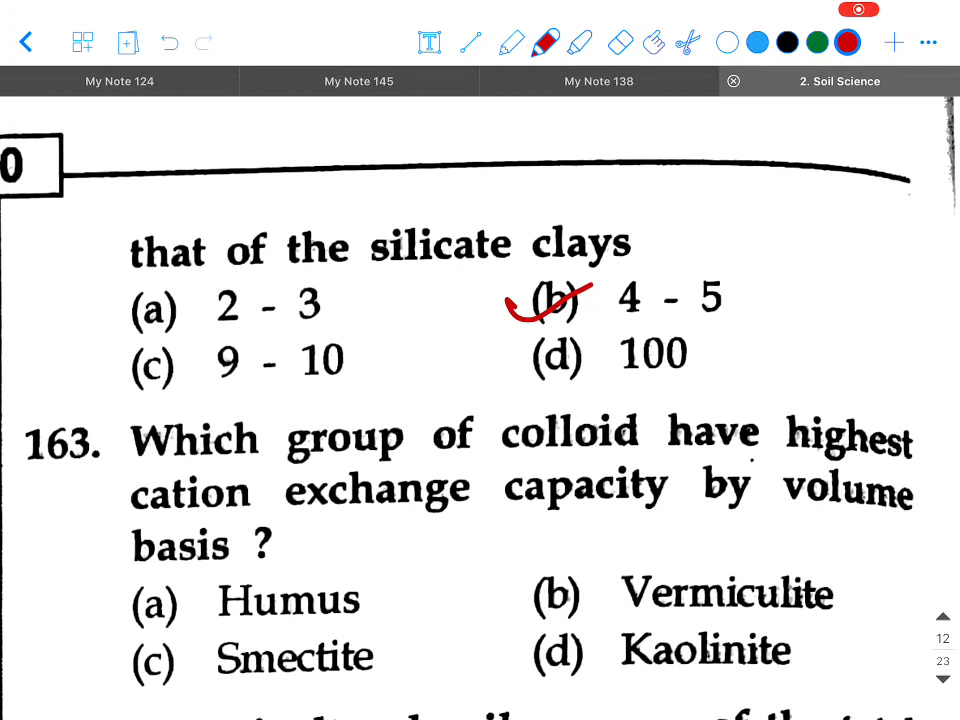 My Note 124
My Note 145
My Note 138
2. Soil Science
0
that of the silicate clays
(a) 2 - 3 (b) 4 - 5
(c) 9 - 10 (d) 100
163. Which group of colloid have highest
cation exchange capacity by volume
basis ?
(a) Humus (b) Vermiculite
(c) Smectite (d) Kaolinite
of the
12
23